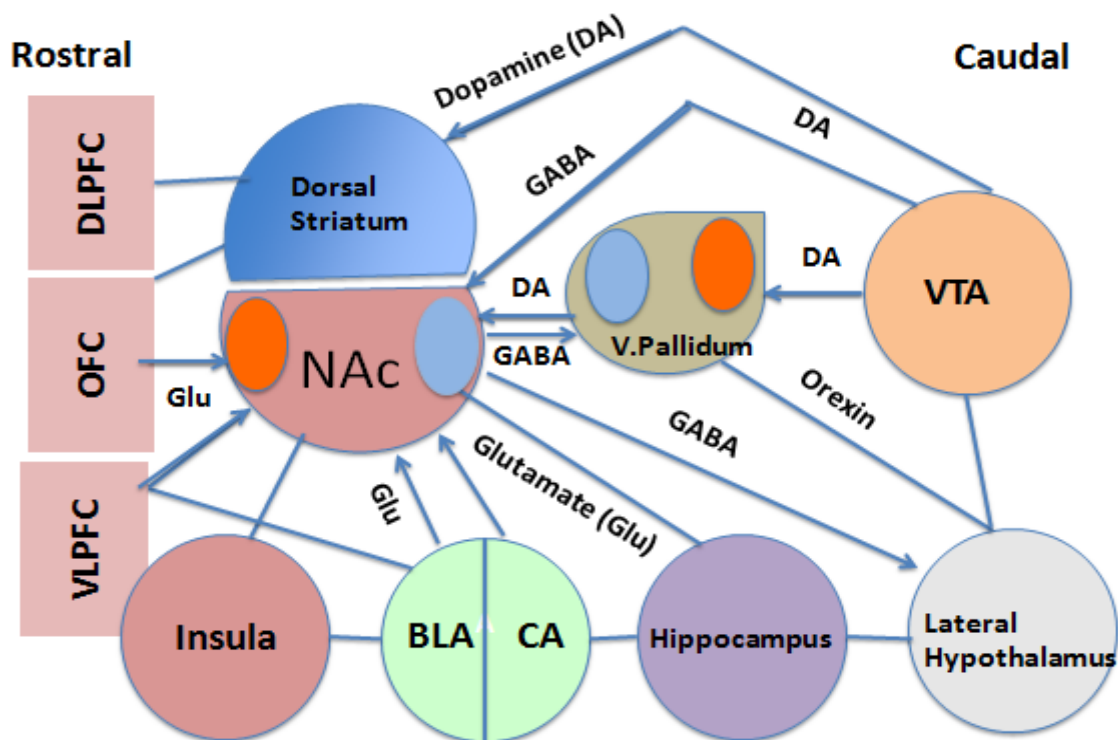 Rostral
Caudal
Dopamine (DA)
DA
DLPFC
Dorsal
Striatum
GABA
OFC
DA
DA
VTA
NAc
GABA
V.Pallidum
Glu
Orexin
GABA
Glutamate (Glu)
Glu
VLPFC
Insula
BLA
CA
Hippocampus
Lateral
Hypothalamus